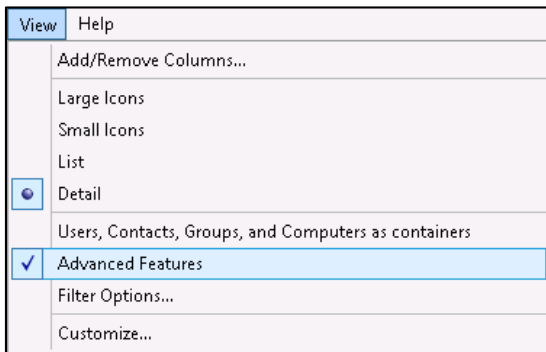 View Help
Add/Remove Columns...
Large Icons
Small Icons
List
Detail
Users, Contacts, Groups, and Computers as containers
Advanced Features
Filter Options...
Customize...